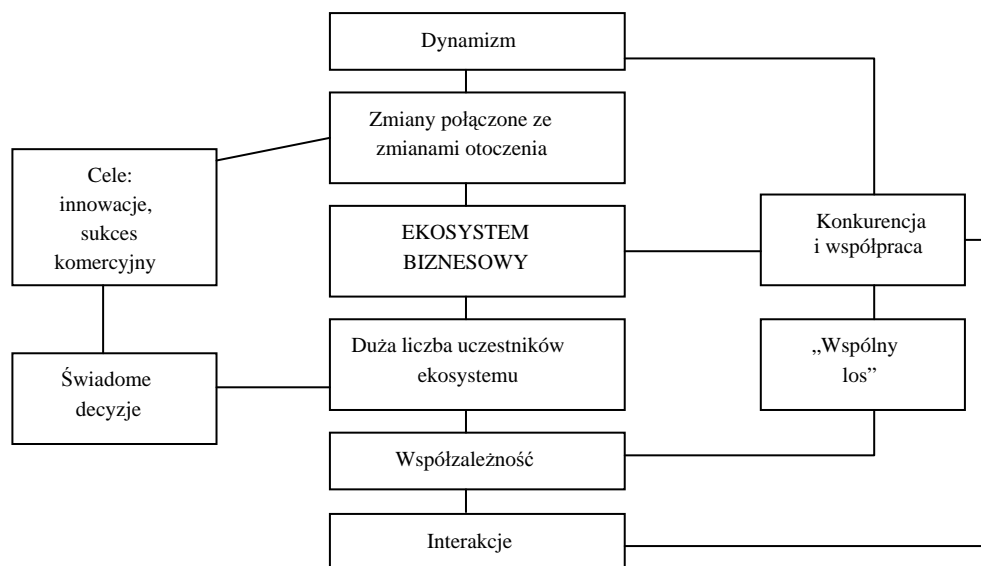 Dynamizm
Zmiany połączone ze
zmianami otoczenia
Cele:
innowacje,
sukces
komercyjny
EKOSYSTEM
BIZNESOWY
Konkurencja
i współpraca
Duża liczba uczestników
ekosystemu
„Wspólny
los”
Świadome
decyzje
Współzależność
Interakcje